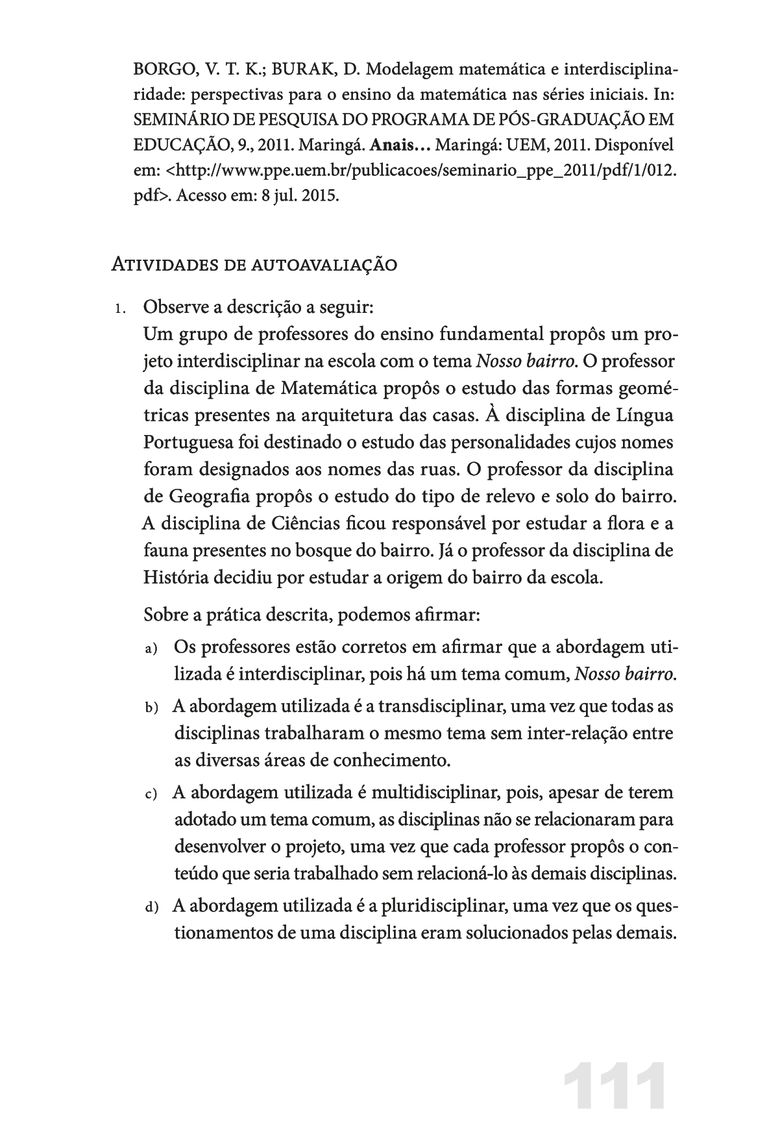 BORGO, V. T. K.; BURAK, D. Modelagem matemática e interdisciplina-
ridade: perspectivas para o ensino da matemática nas séries iniciais. In:
SEMINÁRIO DE PESQUISA DO PROGRAMA DE PÓS-GRADUAÇÃO EM
EDUCAÇÃO, 9., 2011. Maringá. Anais… Maringá: UEM, 2011. Disponível
em: <http://www.ppe.uem.br/publicacoes/seminario_ppe_2011/pdf/1/012.
pdf>. Acesso em: 8 jul. 2015.
Atividades de autoavaliação
1. Observe a descrição a seguir:
Um grupo de professores do ensino fundamental propôs um pro-
jeto interdisciplinar na escola com o tema Nosso bairro. O professor
da disciplina de Matemática propôs o estudo das formas geomé-
tricas presentes na arquitetura das casas. À disciplina de Língua
Portuguesa foi destinado o estudo das personalidades cujos nomes
foram designados aos nomes das ruas. O professor da disciplina
de Geografia propôs o estudo do tipo de relevo e solo do bairro.
A disciplina de Ciências ficou responsável por estudar a flora e a
fauna presentes no bosque do bairro. Já o professor da disciplina de
História decidiu por estudar a origem do bairro da escola.
Sobre a prática descrita, podemos afirmar:
a) Os professores estão corretos em afirmar que a abordagem uti-
lizada é interdisciplinar, pois há um tema comum, Nosso bairro.
b) A abordagem utilizada é a transdisciplinar, uma vez que todas as
disciplinas trabalharam o mesmo tema sem inter-relação entre
as diversas áreas de conhecimento.
c) A abordagem utilizada é multidisciplinar, pois, apesar de terem
adotado um tema comum, as disciplinas não se relacionaram para
desenvolver o projeto, uma vez que cada professor propôs o con-
teúdo que seria trabalhado sem relacioná-lo às demais disciplinas.
d) A abordagem utilizada é a pluridisciplinar, uma vez que os ques-
tionamentos de uma disciplina eram solucionados pelas demais.
111